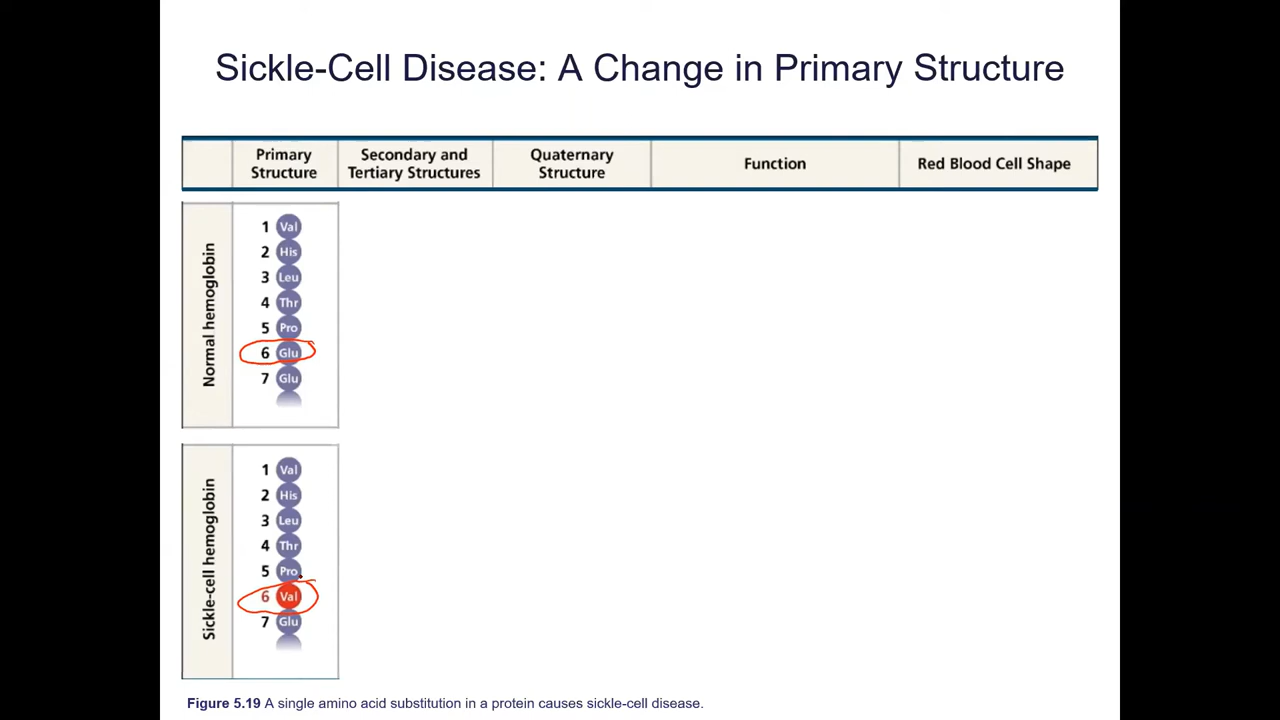 Sickle-Cell Disease: A Change in Primary Structure
Primary Structure
Secondary and Tertiary Structures
Quaternary Structure
Function
Red Blood Cell Shape
Normal hemoglobin
1 Val
2 His
3 Leu
4 Thr
5 Pro
6 Glu
7 Glu
Sickle-cell hemoglobin
1 Val
2 His
3 Leu
4 Thr
5 Pro
6 Val
7 Glu
Figure 5.19 A single amino acid substitution in a protein causes sickle-cell disease.